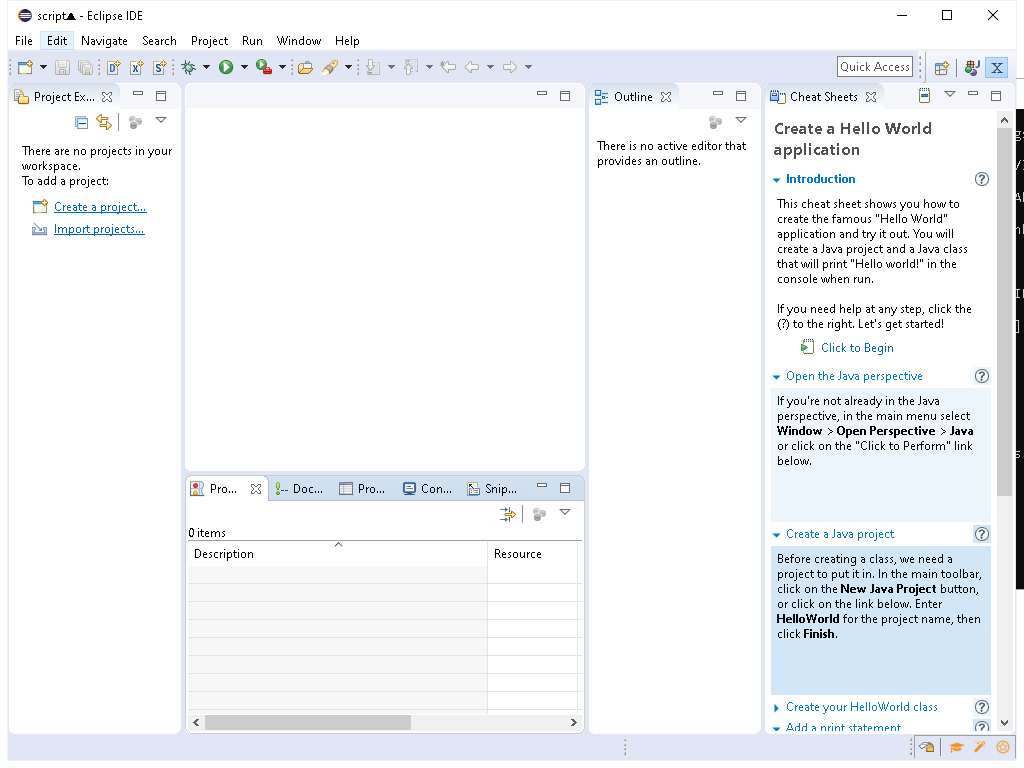 script▲ - Eclipse IDE
File Edit Navigate Search Project Run Window Help
Quick Access
Project Ex...
There are no projects in your
workspace.
To add a project:
Create a project...
Import projects...
Outline
There is no active editor that
provides an outline.
Pro... Doc... Pro... Con... Snip...
0 items
Description Resource
Cheat Sheets
Create a Hello World
application
Introduction
This cheat sheet shows you how to
create the famous "Hello World"
application and try it out. You will
create a Java project and a Java class
that will print "Hello world!" in the
console when run.
If you need help at any step, click the
(?) to the right. Let's get started!
Click to Begin
Open the Java perspective
If you're not already in the Java
perspective, in the main menu select
Window > Open Perspective > Java
or click on the "Click to Perform" link
below.
Create a Java project
Before creating a class, we need a
project to put it in. In the main toolbar,
click on the New Java Project button,
or click on the link below. Enter
HelloWorld for the project name, then
click Finish.
Create your HelloWorld class
Add a print statement